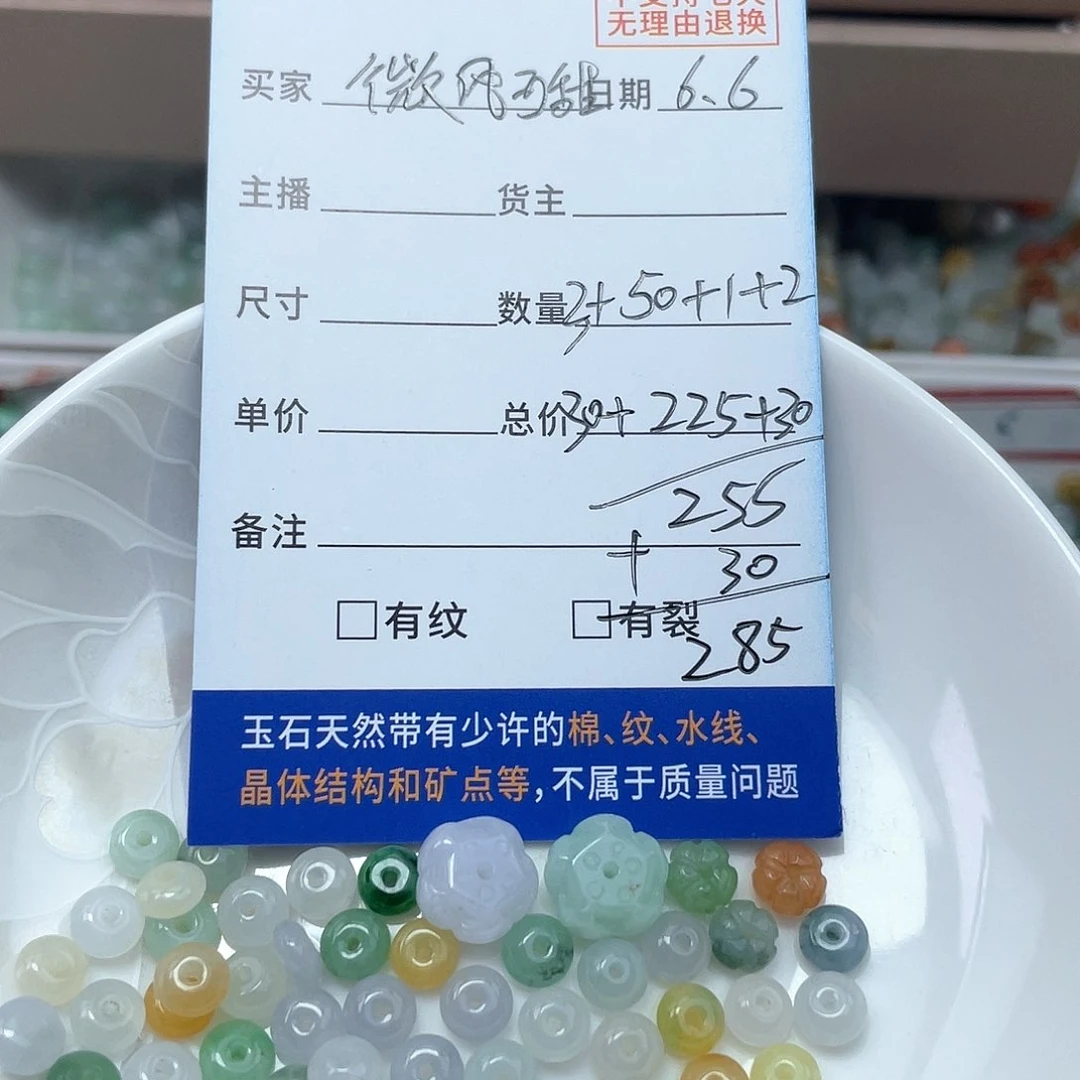 无理由退换
买家 微 日期 6.6
主播 货主
尺寸 数量 3+50+1+2
单价 总价 30+225+30
255
备注
+ 30
□有纹 □有裂
285
玉石天然带有少许的棉、纹、水线、
晶体结构和矿点等，不属于质量问题